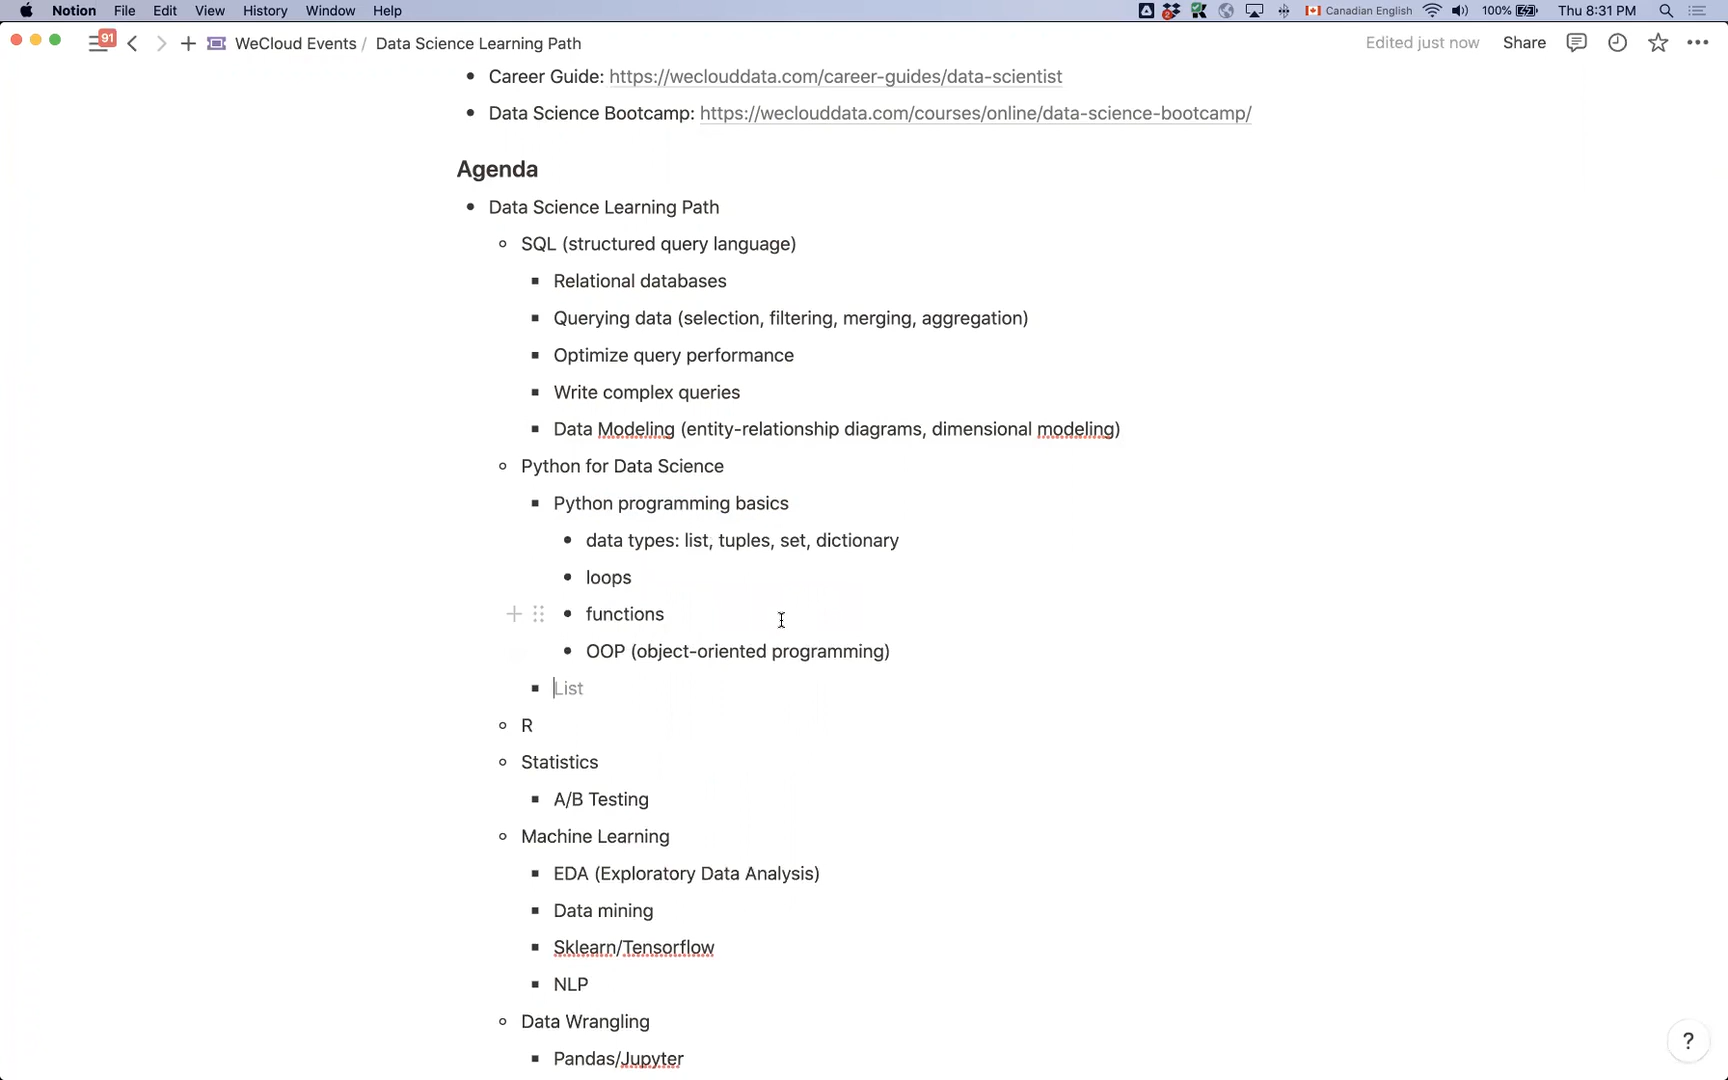 Notion File Edit View History Window Help 2 Canadian English 100% Thu 8:31 PM
91 WeCloud Events / Data Science Learning Path Edited just now Share
Career Guide: https://weclouddata.com/career-guides/data-scientist
Data Science Bootcamp: https://weclouddata.com/courses/online/data-science-bootcamp/
Agenda
Data Science Learning Path
SQL (structured query language)
Relational databases
Querying data (selection, filtering, merging, aggregation)
Optimize query performance
Write complex queries
Data Modeling (entity-relationship diagrams, dimensional modeling)
Python for Data Science
Python programming basics
data types: list, tuples, set, dictionary
loops
functions
OOP (object-oriented programming)
List
R
Statistics
A/B Testing
Machine Learning
EDA (Exploratory Data Analysis)
Data mining
Sklearn/Tensorflow
NLP
Data Wrangling
Pandas/Jupyter
?